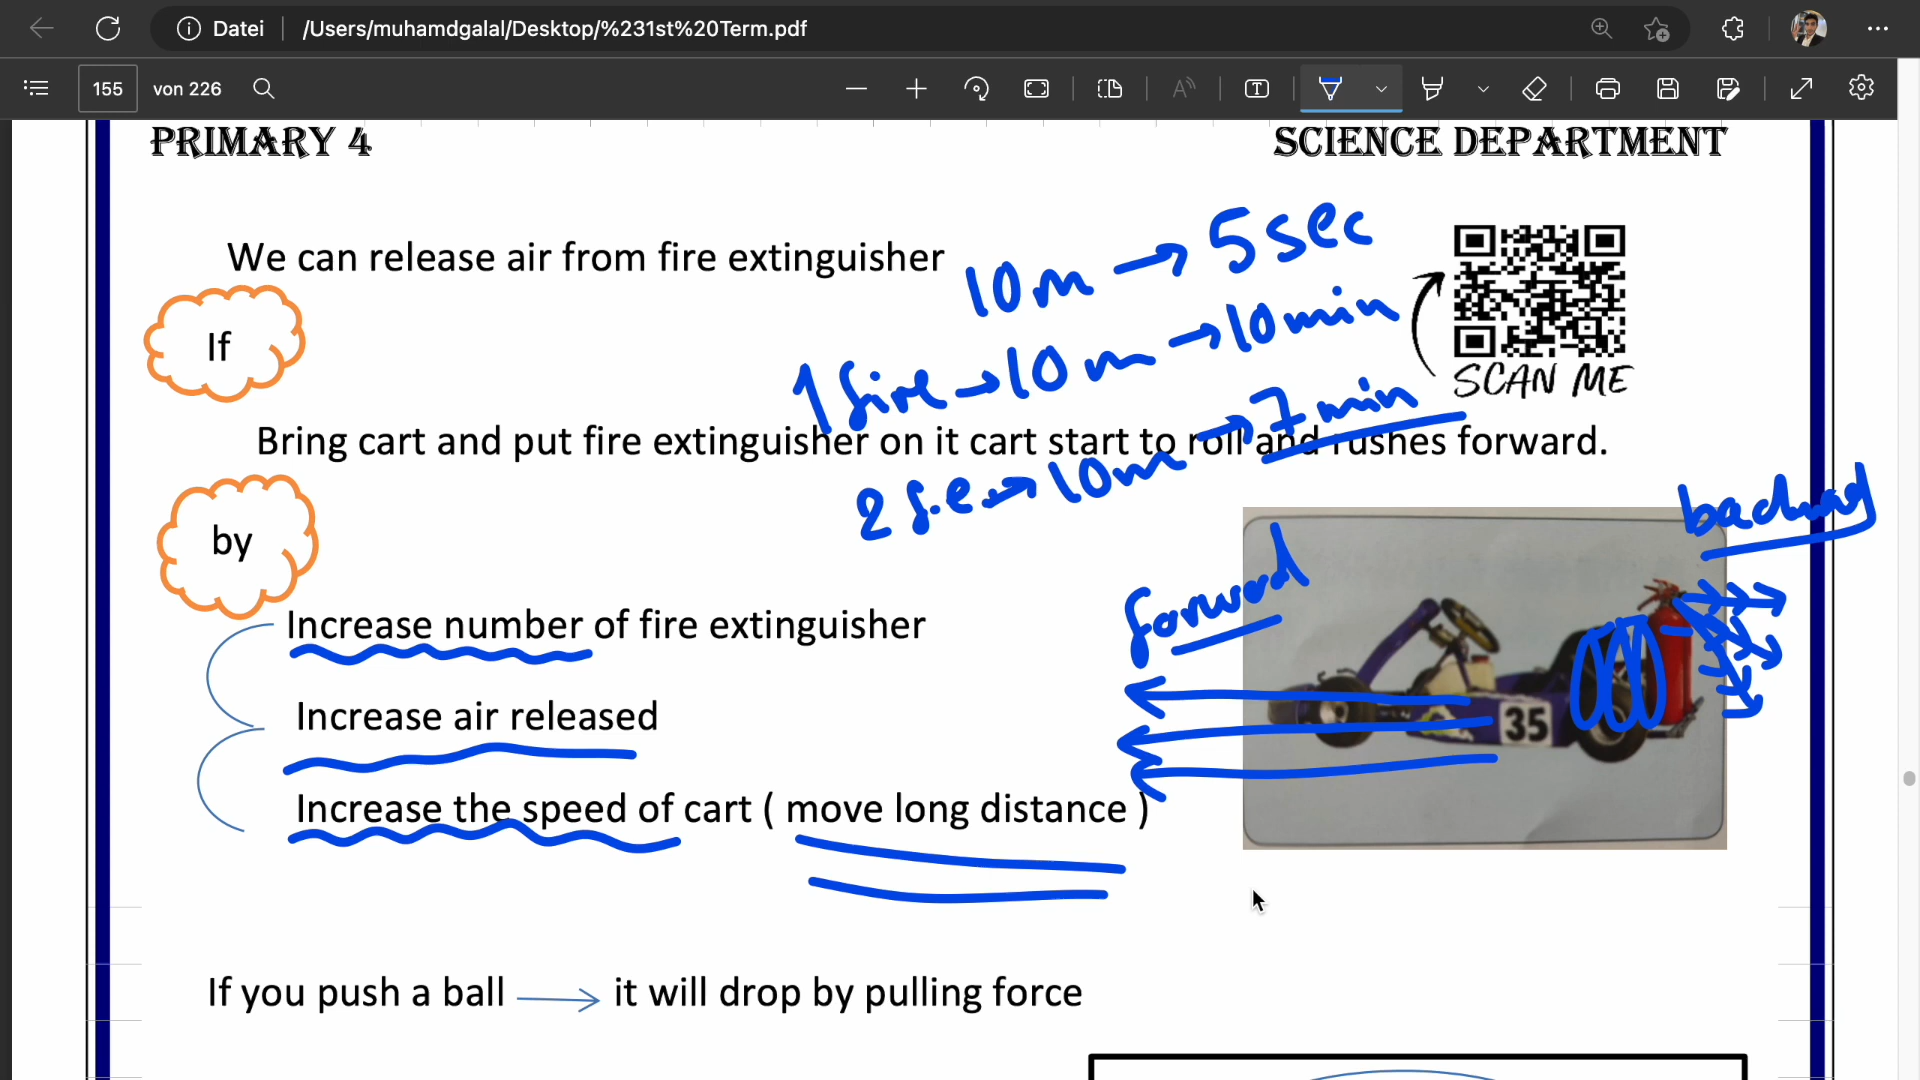 Datei /Users/muhamdgalal/Desktop/%231st%20Term.pdf
155 von 226
PRIMARY 4 SCIENCE DEPARTMENT
We can release air from fire extinguisher
10m → 5 sec
If
1 fire → 10 m → 10 min
SCAN ME
Bring cart and put fire extinguisher on it cart start to roll and rushes forward.
2 f.e → 10m → 7 min
by
backward
forward
Increase number of fire extinguisher
Increase air released
35
Increase the speed of cart ( move long distance )
If you push a ball → it will drop by pulling force